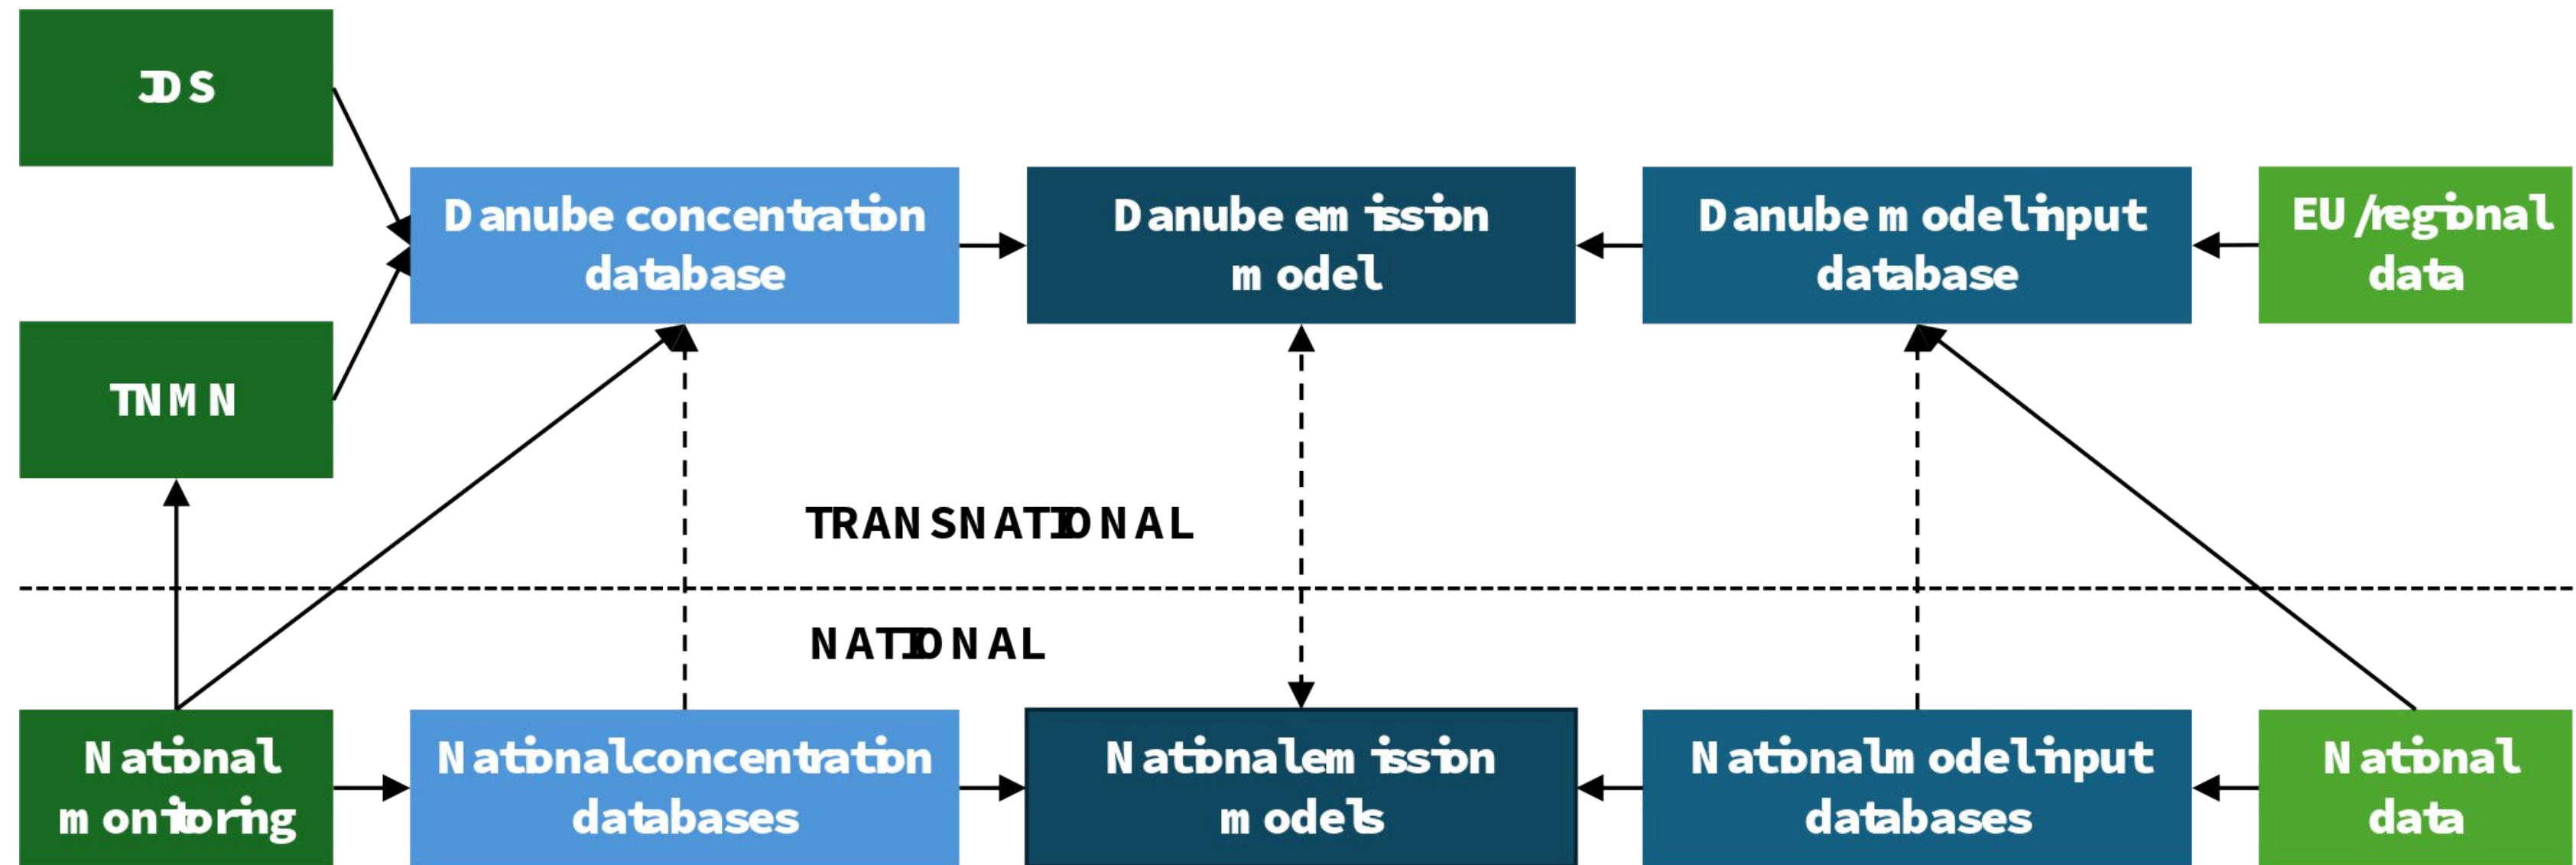 JDS
Danube concentration
database
Danube emission
model
Danube model input
database
EU/regional
data
TNMN
TRANSNATIONAL
NATIONAL
National
monitoring
National concentration
databases
National emission
models
National model input
databases
National
data